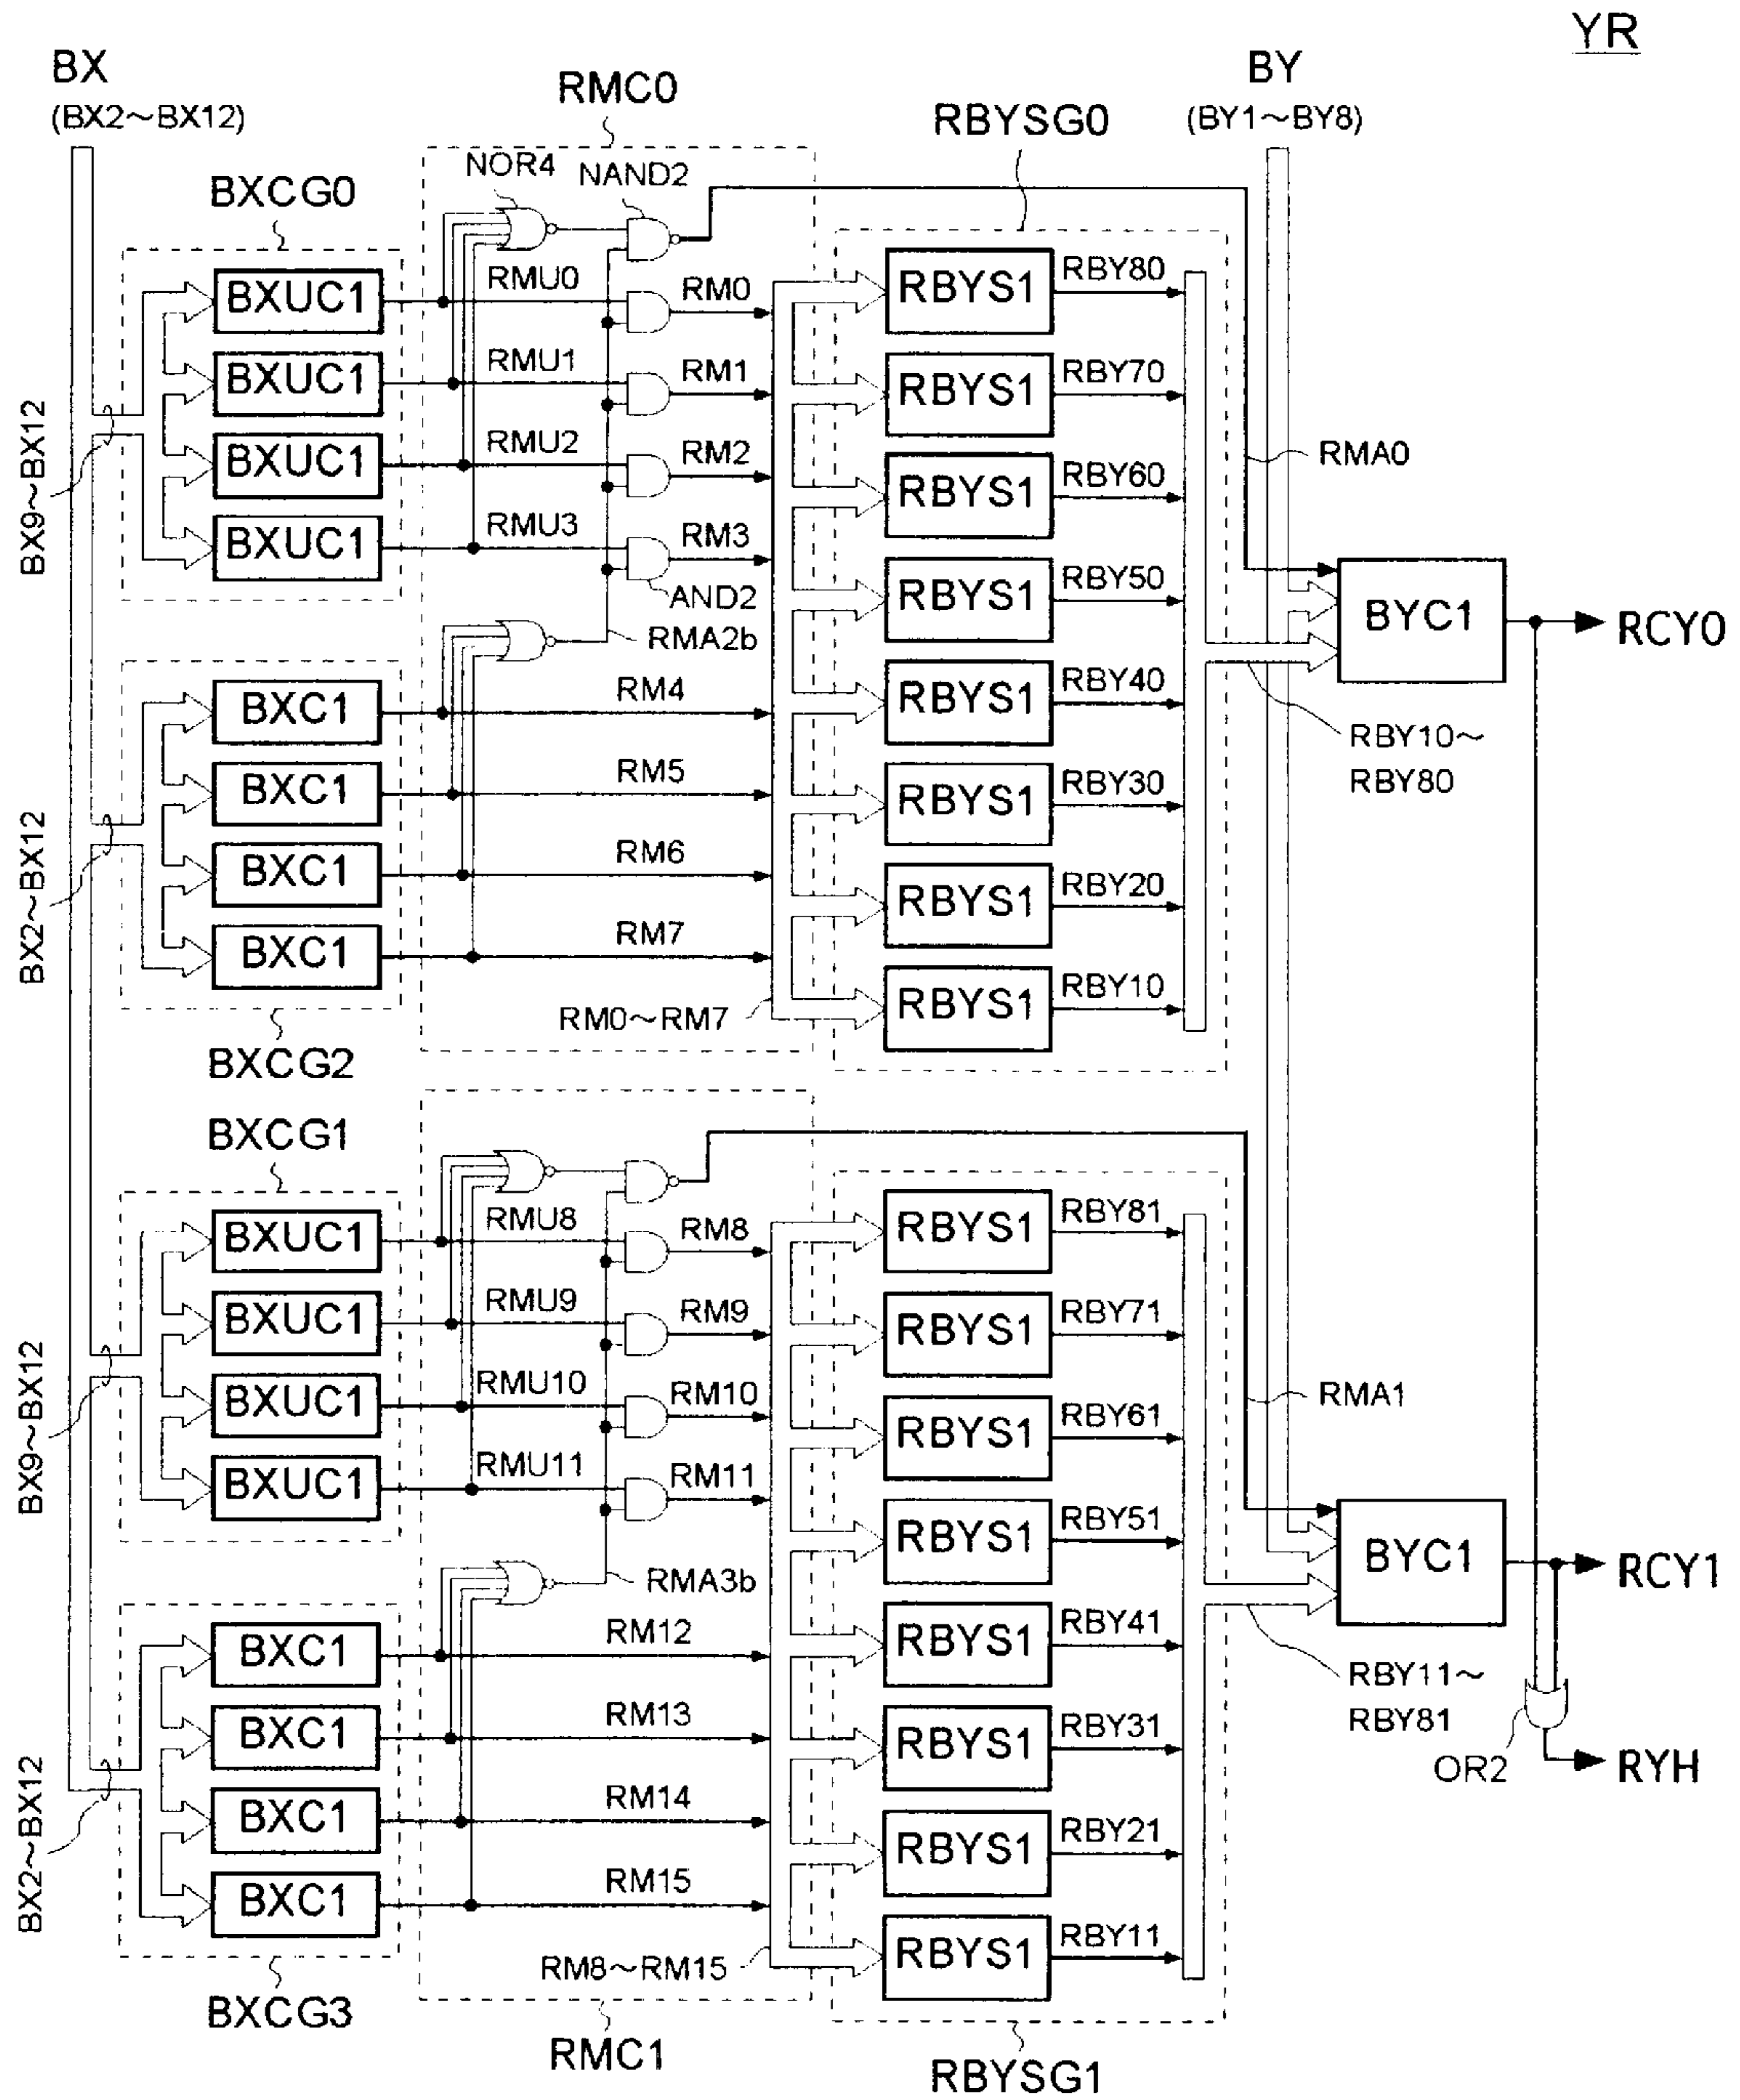 YR
BX
(BX2~BX12)
RMC0
RBYSG0
BY
(BY1~BY8)
NOR4
NAND2
BXCG0
BXUC1
RMU0
RM0
RBYS1
RBY80
BXUC1
RMU1
RM1
RBYS1
RBY70
BX9~BX12
BXUC1
RMU2
RM2
RBYS1
RBY60
RMA0
BXUC1
RMU3
RM3
AND2
RBYS1
RBY50
BYC1
RCY0
RMA2b
BXC1
RM4
RBYS1
RBY40
RBY10~
RBY80
BXC1
RM5
RBYS1
RBY30
BX2~BX12
BXC1
RM6
RBYS1
RBY20
BXC1
RM7
RBYS1
RBY10
RM0~RM7
BXCG2
BXCG1
BXUC1
RMU8
RM8
RBYS1
RBY81
BXUC1
RMU9
RM9
RBYS1
RBY71
BX9~BX12
BXUC1
RMU10
RM10
RBYS1
RBY61
RMA1
BXUC1
RMU11
RM11
RBYS1
RBY51
BYC1
RCY1
RMA3b
BXC1
RM12
RBYS1
RBY41
RBY11~
RBY81
BXC1
RM13
RBYS1
RBY31
OR2
RYH
BX2~BX12
BXC1
RM14
RBYS1
RBY21
BXC1
RM15
RBYS1
RBY11
RM8~RM15
BXCG3
RMC1
RBYSG1